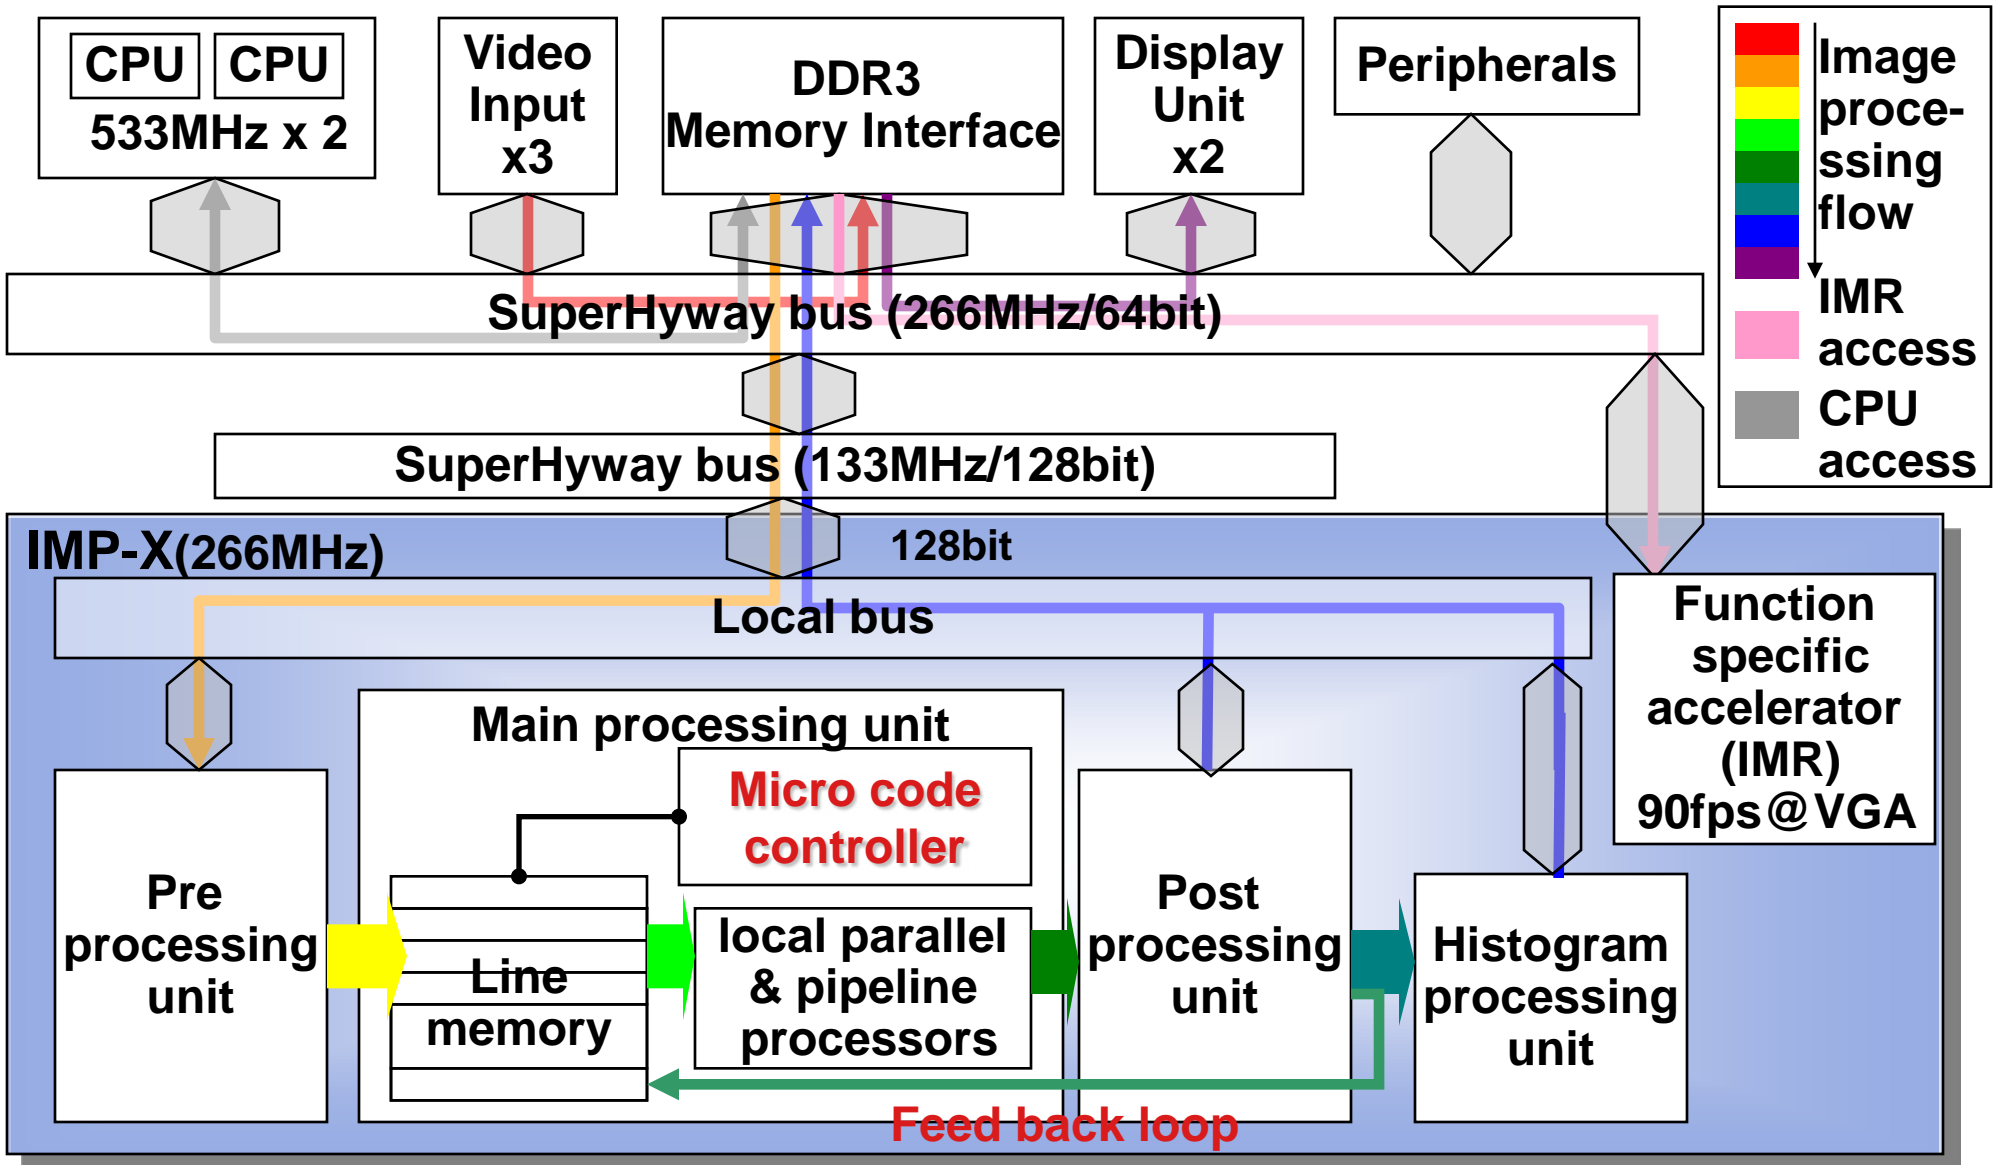 CPU CPU
533MHz x 2
Video
Input
x3
DDR3
Memory Interface
Display
Unit
x2
Peripherals
Image
proce-
ssing
flow
IMR
access
CPU
access
SuperHyway bus (266MHz/64bit)
SuperHyway bus (133MHz/128bit)
IMP-X(266MHz)
128bit
Local bus
Function
specific
accelerator
(IMR)
90fps@VGA
Main processing unit
Micro code
controller
Pre
processing
unit
Line
memory
local parallel
& pipeline
processors
Post
processing
unit
Histogram
processing
unit
Feed back loop